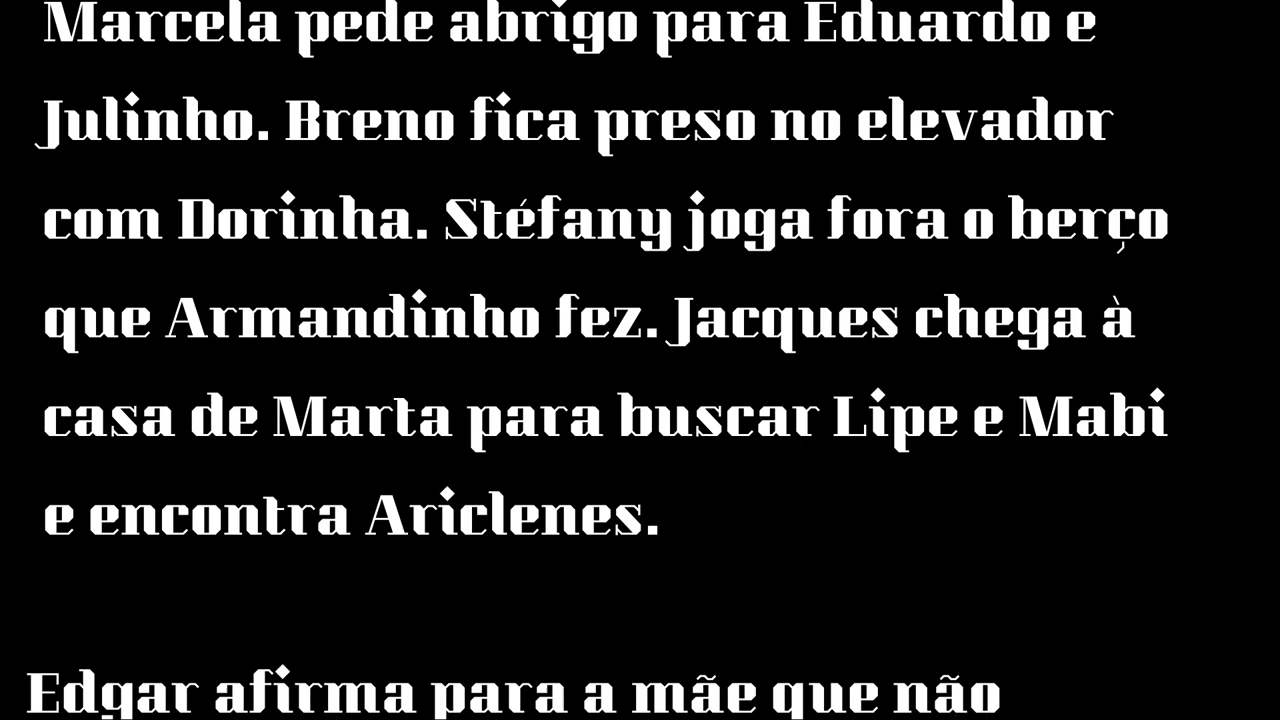 Marcela pede abrigo para Eduardo e
Julinho. Breno fica preso no elevador
com Dorinha. Stéfany joga fora o berço
que Armandinho fez. Jacques chega à
casa de Marta para buscar Lipe e Mabi
e encontra Ariclenes.
Edgar afirma para a mãe que não